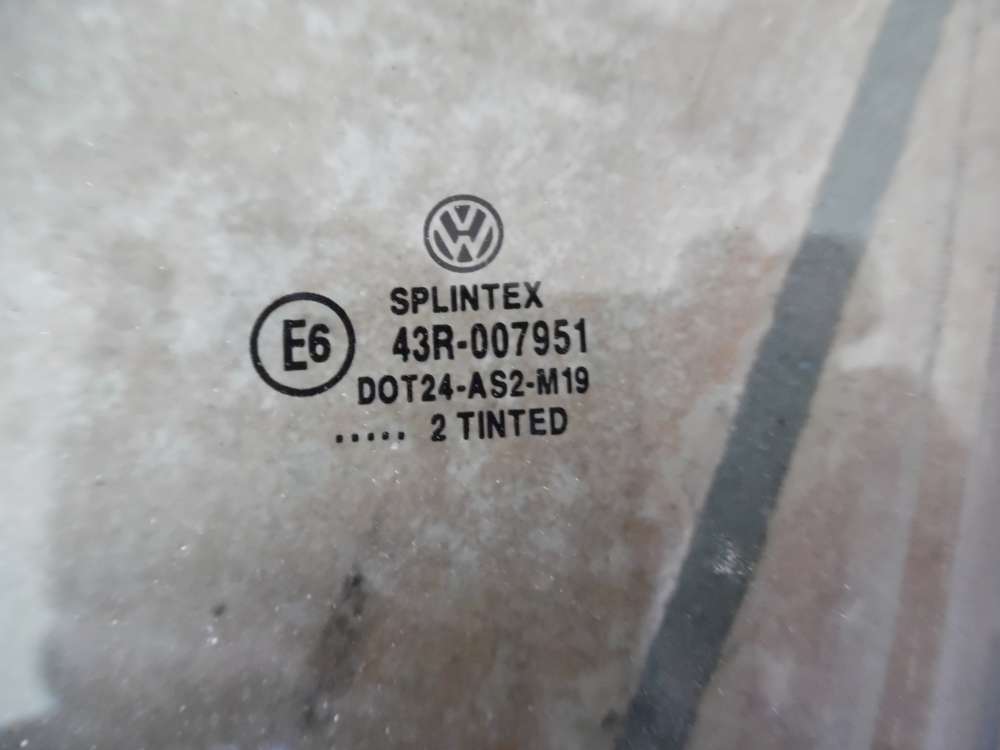 SPLINTEX
E6 43R-007951
DOT24-AS2-M19
..... 2 TINTED